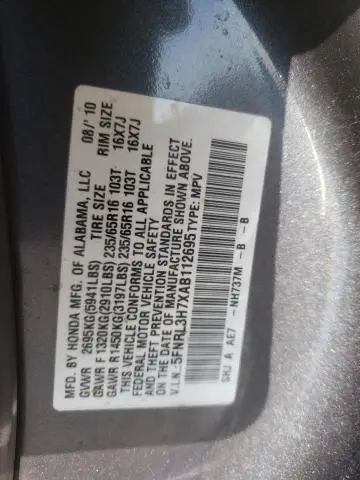 MFD. BY HONDA MFG. OF ALABAMA, LLC 08/'10
GVWR 2695KG(5941LBS) TIRE SIZE RIM SIZE
GAWR F 1320KG(2910LBS) 235/65R16 103T 16X7J
GAWR R 1450KG(3197LBS) 235/65R16 103T 16X7J
THIS VEHICLE CONFORMS TO ALL APPLICABLE
FEDERAL MOTOR VEHICLE SAFETY
AND THEFT PREVENTION STANDARDS IN EFFECT
ON THE DATE OF MANUFACTURE SHOWN ABOVE.
V.I.N.:5FNRL3H7XAB112695 TYPE: MPV
SHJ A AE7 - NH737M - B - B